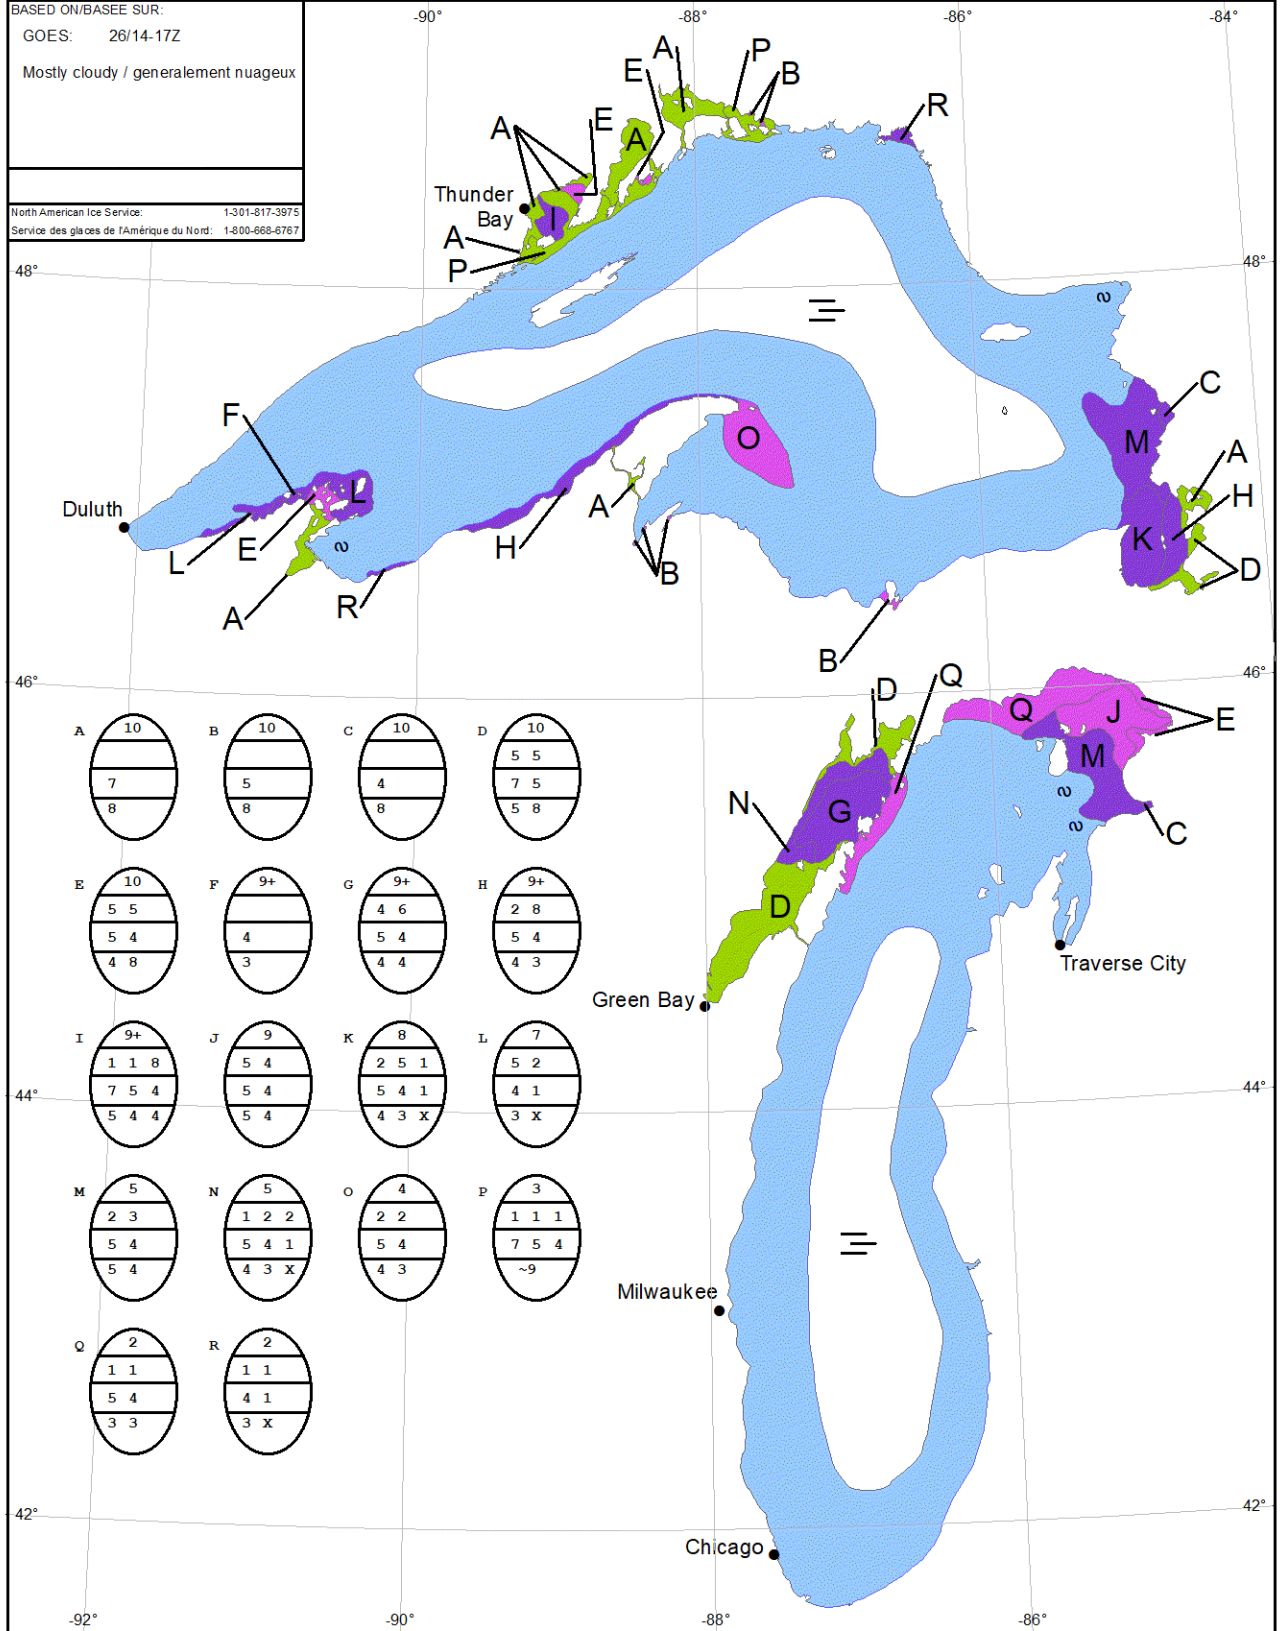 BASED ON/BASEE SUR:
GOES: 26/14-17Z
Mostly cloudy / generalement nuageux
North American Ice Service: 1-301-817-3975
Service des glaces de l'Amérique du Nord: 1-800-668-6767
-90° -88° -86° -84°
A P
E B
R
A E A
Thunder
Bay
I
A
P
48° 48°
ഗ
C
F
O M
A
L
A H
Duluth
K
L E H B D
A R
B
46° 46°
Q
D Q J E
M
N G
C
D
Traverse City
Green Bay
44° 44°
Milwaukee
42° 42°
Chicago
-92° -90° -88° -86°
A 10 B 10 C 10 D 10
5 5
7 5 4 7 5
8 8 8 5 8
E 10 F 9+ G 9+ H 9+
5 5 4 6 2 8
5 4 4 5 4 5 4
4 8 3 4 4 4 3
I 9+ J 9 K 8 L 7
1 1 8 5 4 2 5 1 5 2
7 5 4 5 4 5 4 1 4 1
5 4 4 5 4 4 3 X 3 X
M 5 N 5 O 4 P 3
2 3 1 2 2 2 2 1 1 1
5 4 5 4 1 5 4 7 5 4
5 4 4 3 X 4 3 ~9
Q 2 R 2
1 1 1 1
5 4 4 1
3 3 3 X